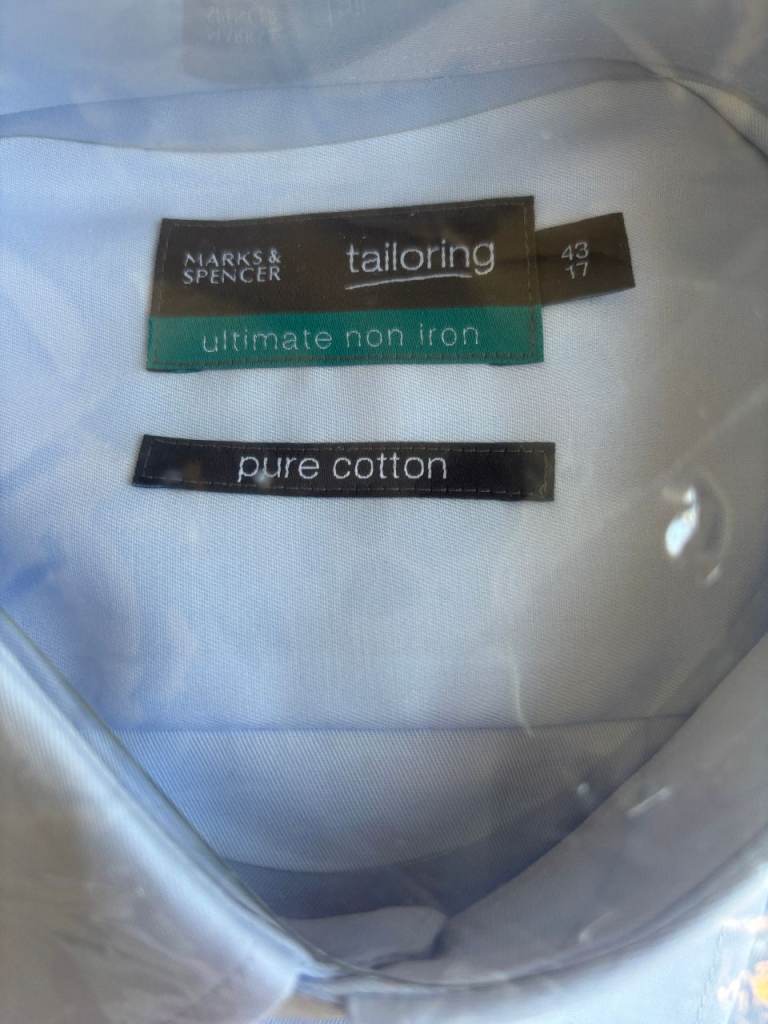 MARKS &
SPENCER
tailoring
43
17
ultimate non iron
pure cotton